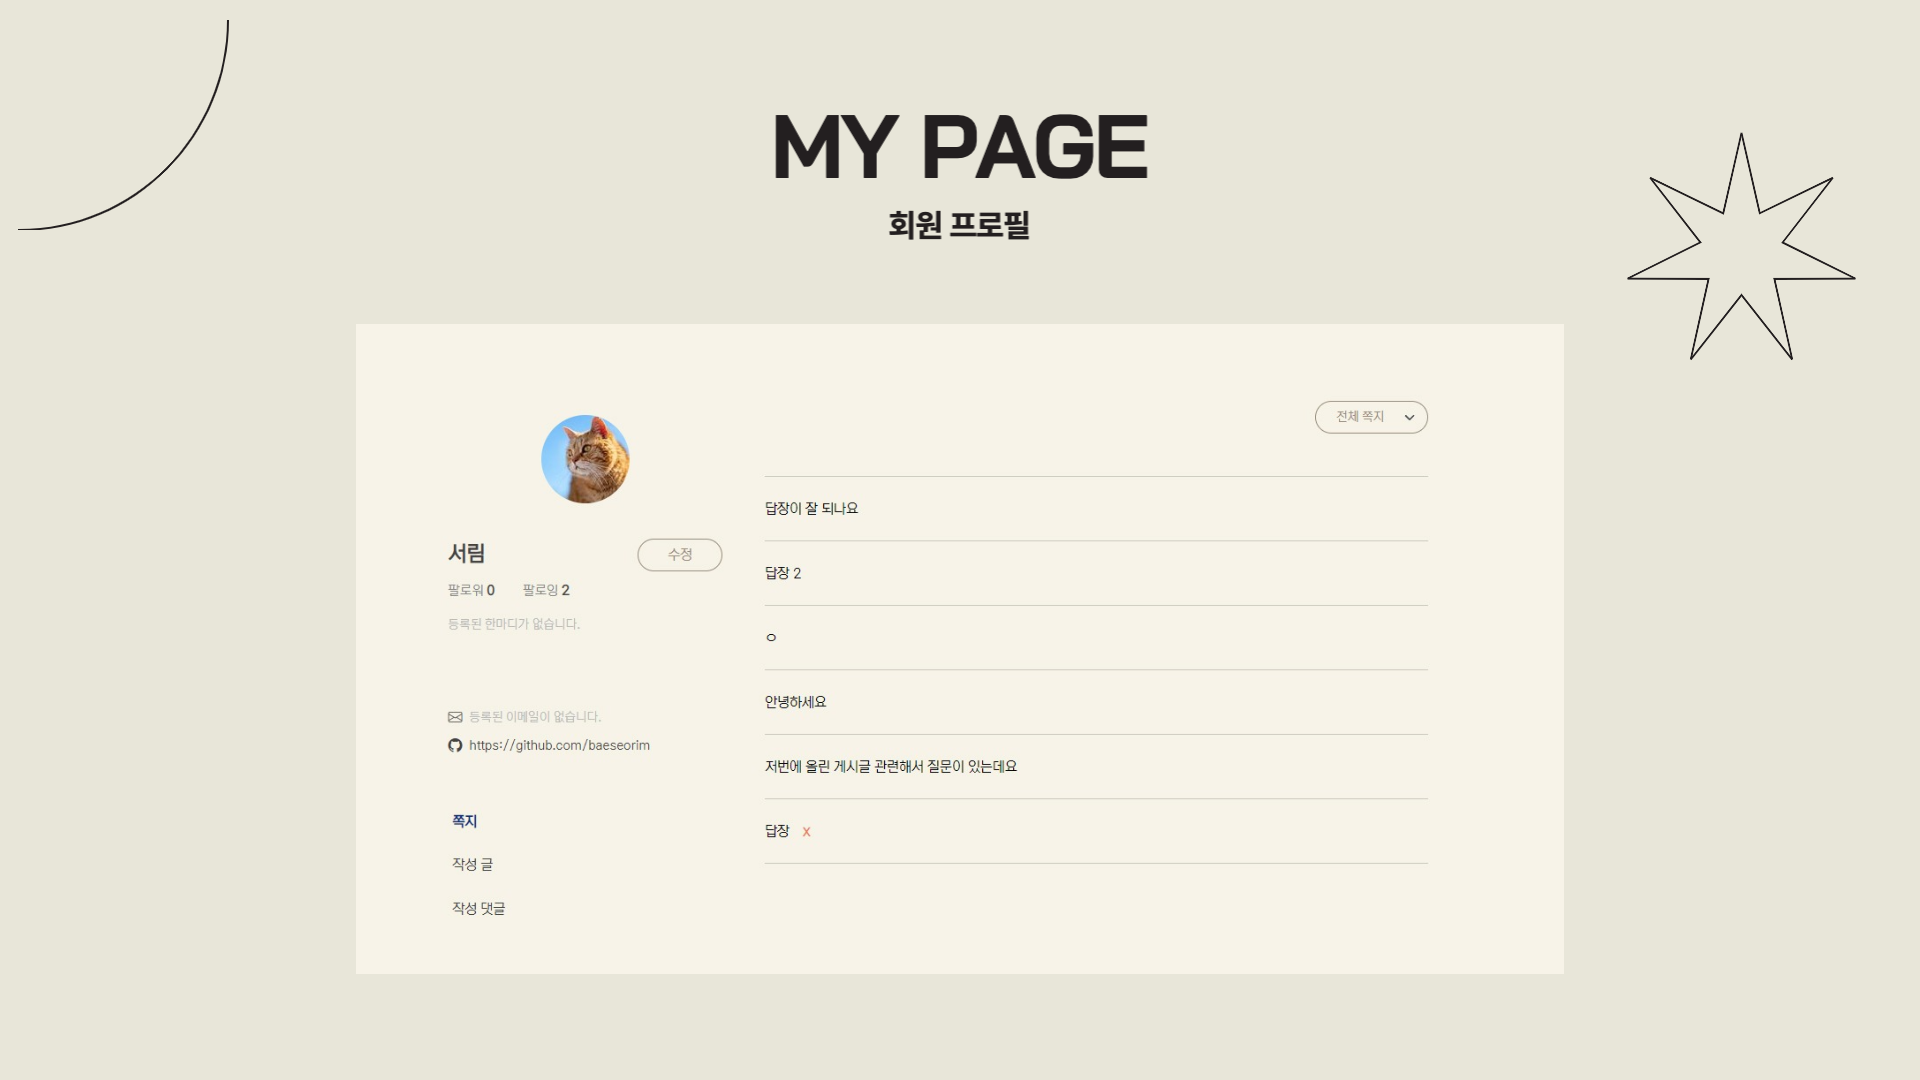 MY PAGE
회원 프로필
서림
수정
팔로워 0 팔로잉 2
등록된 한마디가 없습니다.
등록된 이메일이 없습니다.
https://github.com/baeseorim
쪽지
작성 글
작성 댓글
전체 쪽지
답장이 잘 되나요
답장 2
ㅇ
안녕하세요
저번에 올린 게시글 관련해서 질문이 있는데요
답장 X